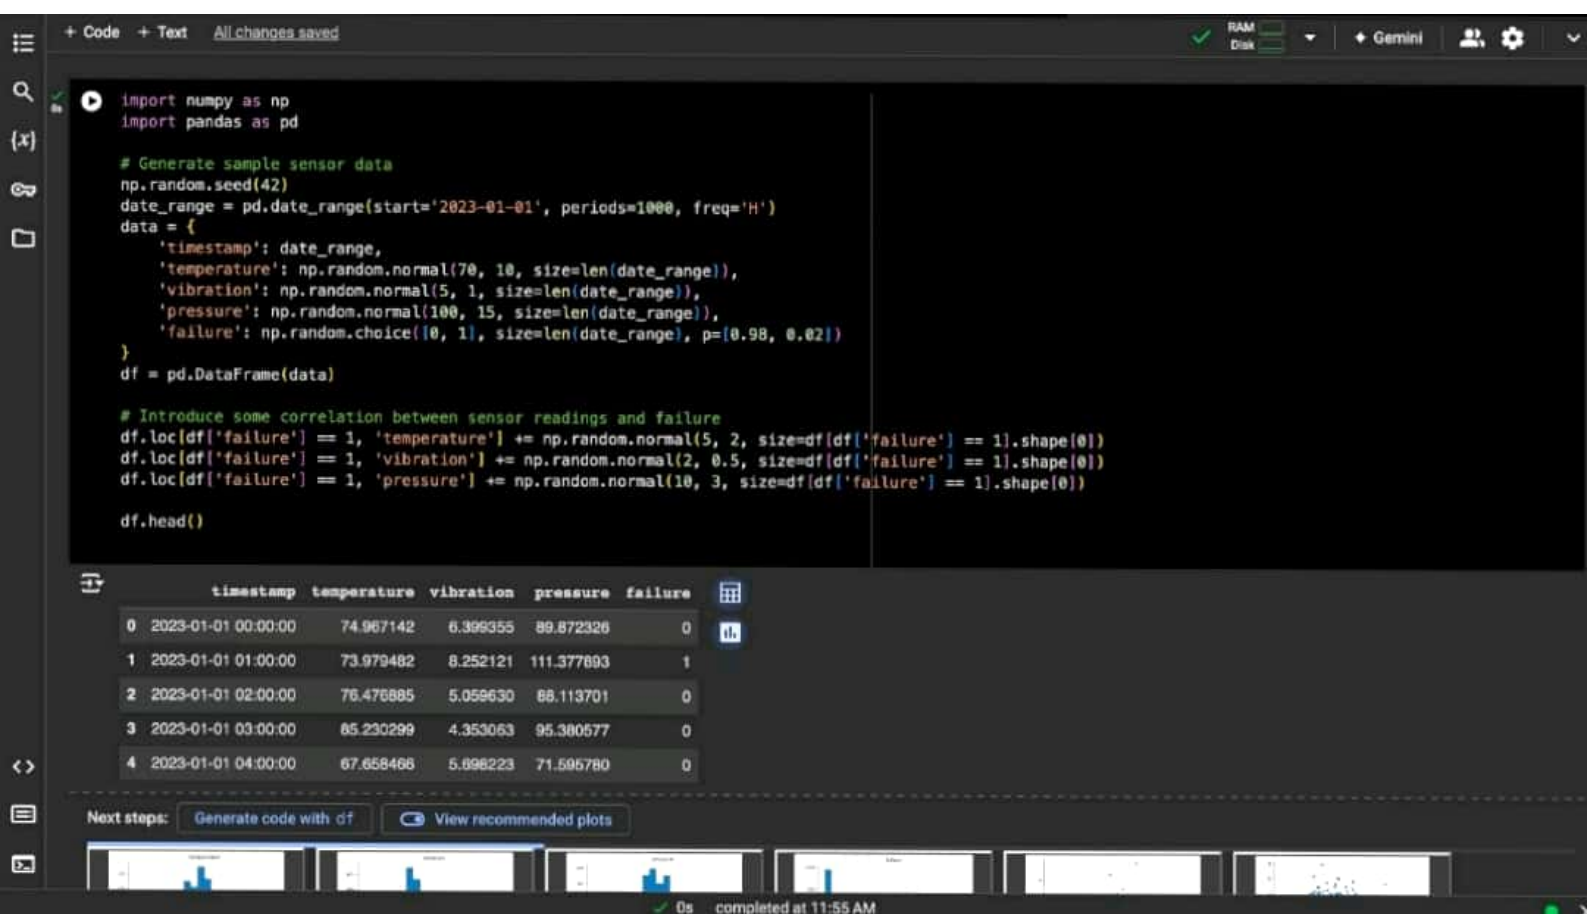 + Code + Text All changes saved
RAM
Disk
Gemini
{x}
0s
import numpy as np
import pandas as pd
# Generate sample sensor data
np.random.seed(42)
date_range = pd.date_range(start='2023-01-01', periods=1000, freq='H')
data = {
'timestamp': date_range,
'temperature': np.random.normal(70, 10, size=len(date_range)),
'vibration': np.random.normal(5, 1, size=len(date_range)),
'pressure': np.random.normal(100, 15, size=len(date_range)),
'failure': np.random.choice([0, 1], size=len(date_range), p=[0.98, 0.02])
}
df = pd.DataFrame(data)
# Introduce some correlation between sensor readings and failure
df.loc[df['failure'] == 1, 'temperature'] += np.random.normal(5, 2, size=df[df['failure'] == 1].shape[0])
df.loc[df['failure'] == 1, 'vibration'] += np.random.normal(2, 0.5, size=df[df['failure'] == 1].shape[0])
df.loc[df['failure'] == 1, 'pressure'] += np.random.normal(10, 3, size=df[df['failure'] == 1].shape[0])
df.head()
timestamp temperature vibration pressure failure
0 2023-01-01 00:00:00 74.967142 6.399355 89.872326 0
1 2023-01-01 01:00:00 73.979482 8.252121 111.377693 1
2 2023-01-01 02:00:00 76.476885 5.059630 88.113701 0
3 2023-01-01 03:00:00 85.230299 4.353063 95.380577 0
4 2023-01-01 04:00:00 67.658466 5.698223 71.595780 0
Next steps: Generate code with df View recommended plots
0s completed at 11:55 AM